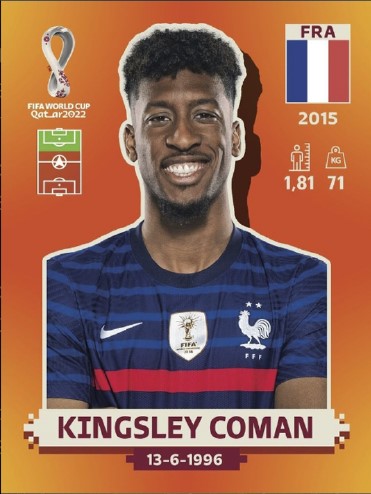 FRA
FIFA WORLD CUP
Qatar2022
2015
KG
1,81 71
FIFA
FFF
KINGSLEY COMAN
13-6-1996